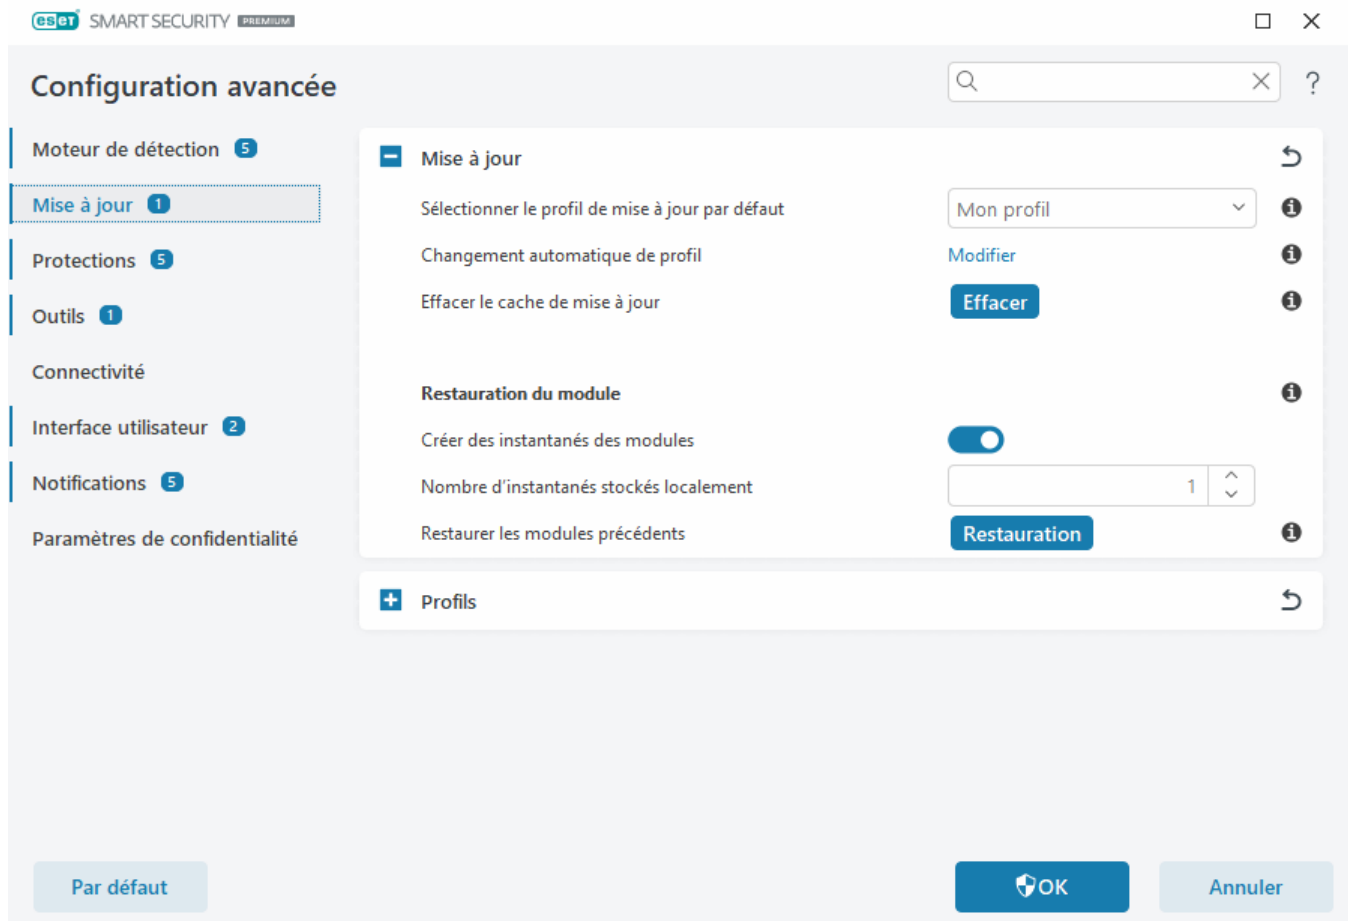 eset SMART SECURITY PREMIUM
Configuration avancée
?
Moteur de détection 5
Mise à jour 1
Protections 5
Outils 1
Connectivité
Interface utilisateur 2
Notifications 5
Paramètres de confidentialité
Mise à jour
Sélectionner le profil de mise à jour par défaut Mon profil
Changement automatique de profil Modifier
Effacer le cache de mise à jour Effacer
Restauration du module
Créer des instantanés des modules
Nombre d'instantanés stockés localement 1
Restaurer les modules précédents Restauration
Profils
Par défaut OK Annuler